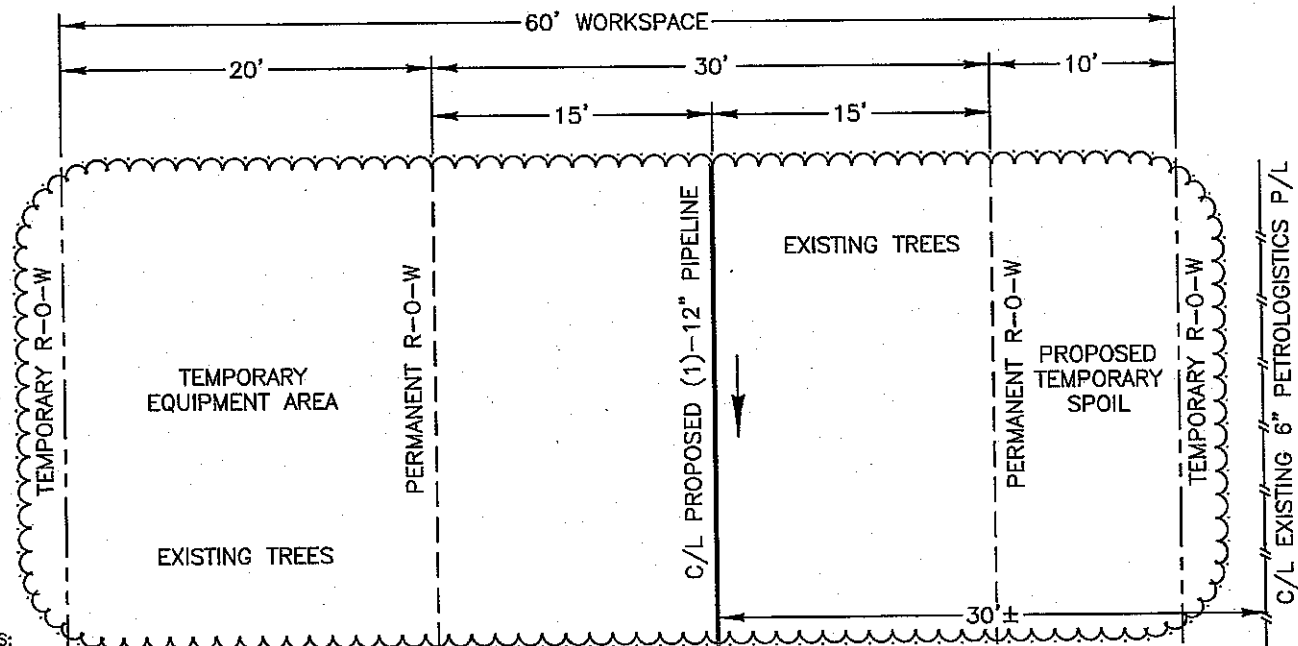 60' WORKSPACE
20'
30'
10'
15'
15'
TEMPORARY R-O-W
TEMPORARY
EQUIPMENT AREA
EXISTING TREES
PERMANENT R-O-W
C/L PROPOSED (1)-12" PIPELINE
EXISTING TREES
PERMANENT R-O-W
PROPOSED
TEMPORARY
SPOIL
TEMPORARY R-O-W
C/L EXISTING 6" PETROLOGISTICS P/L
30'±
S: